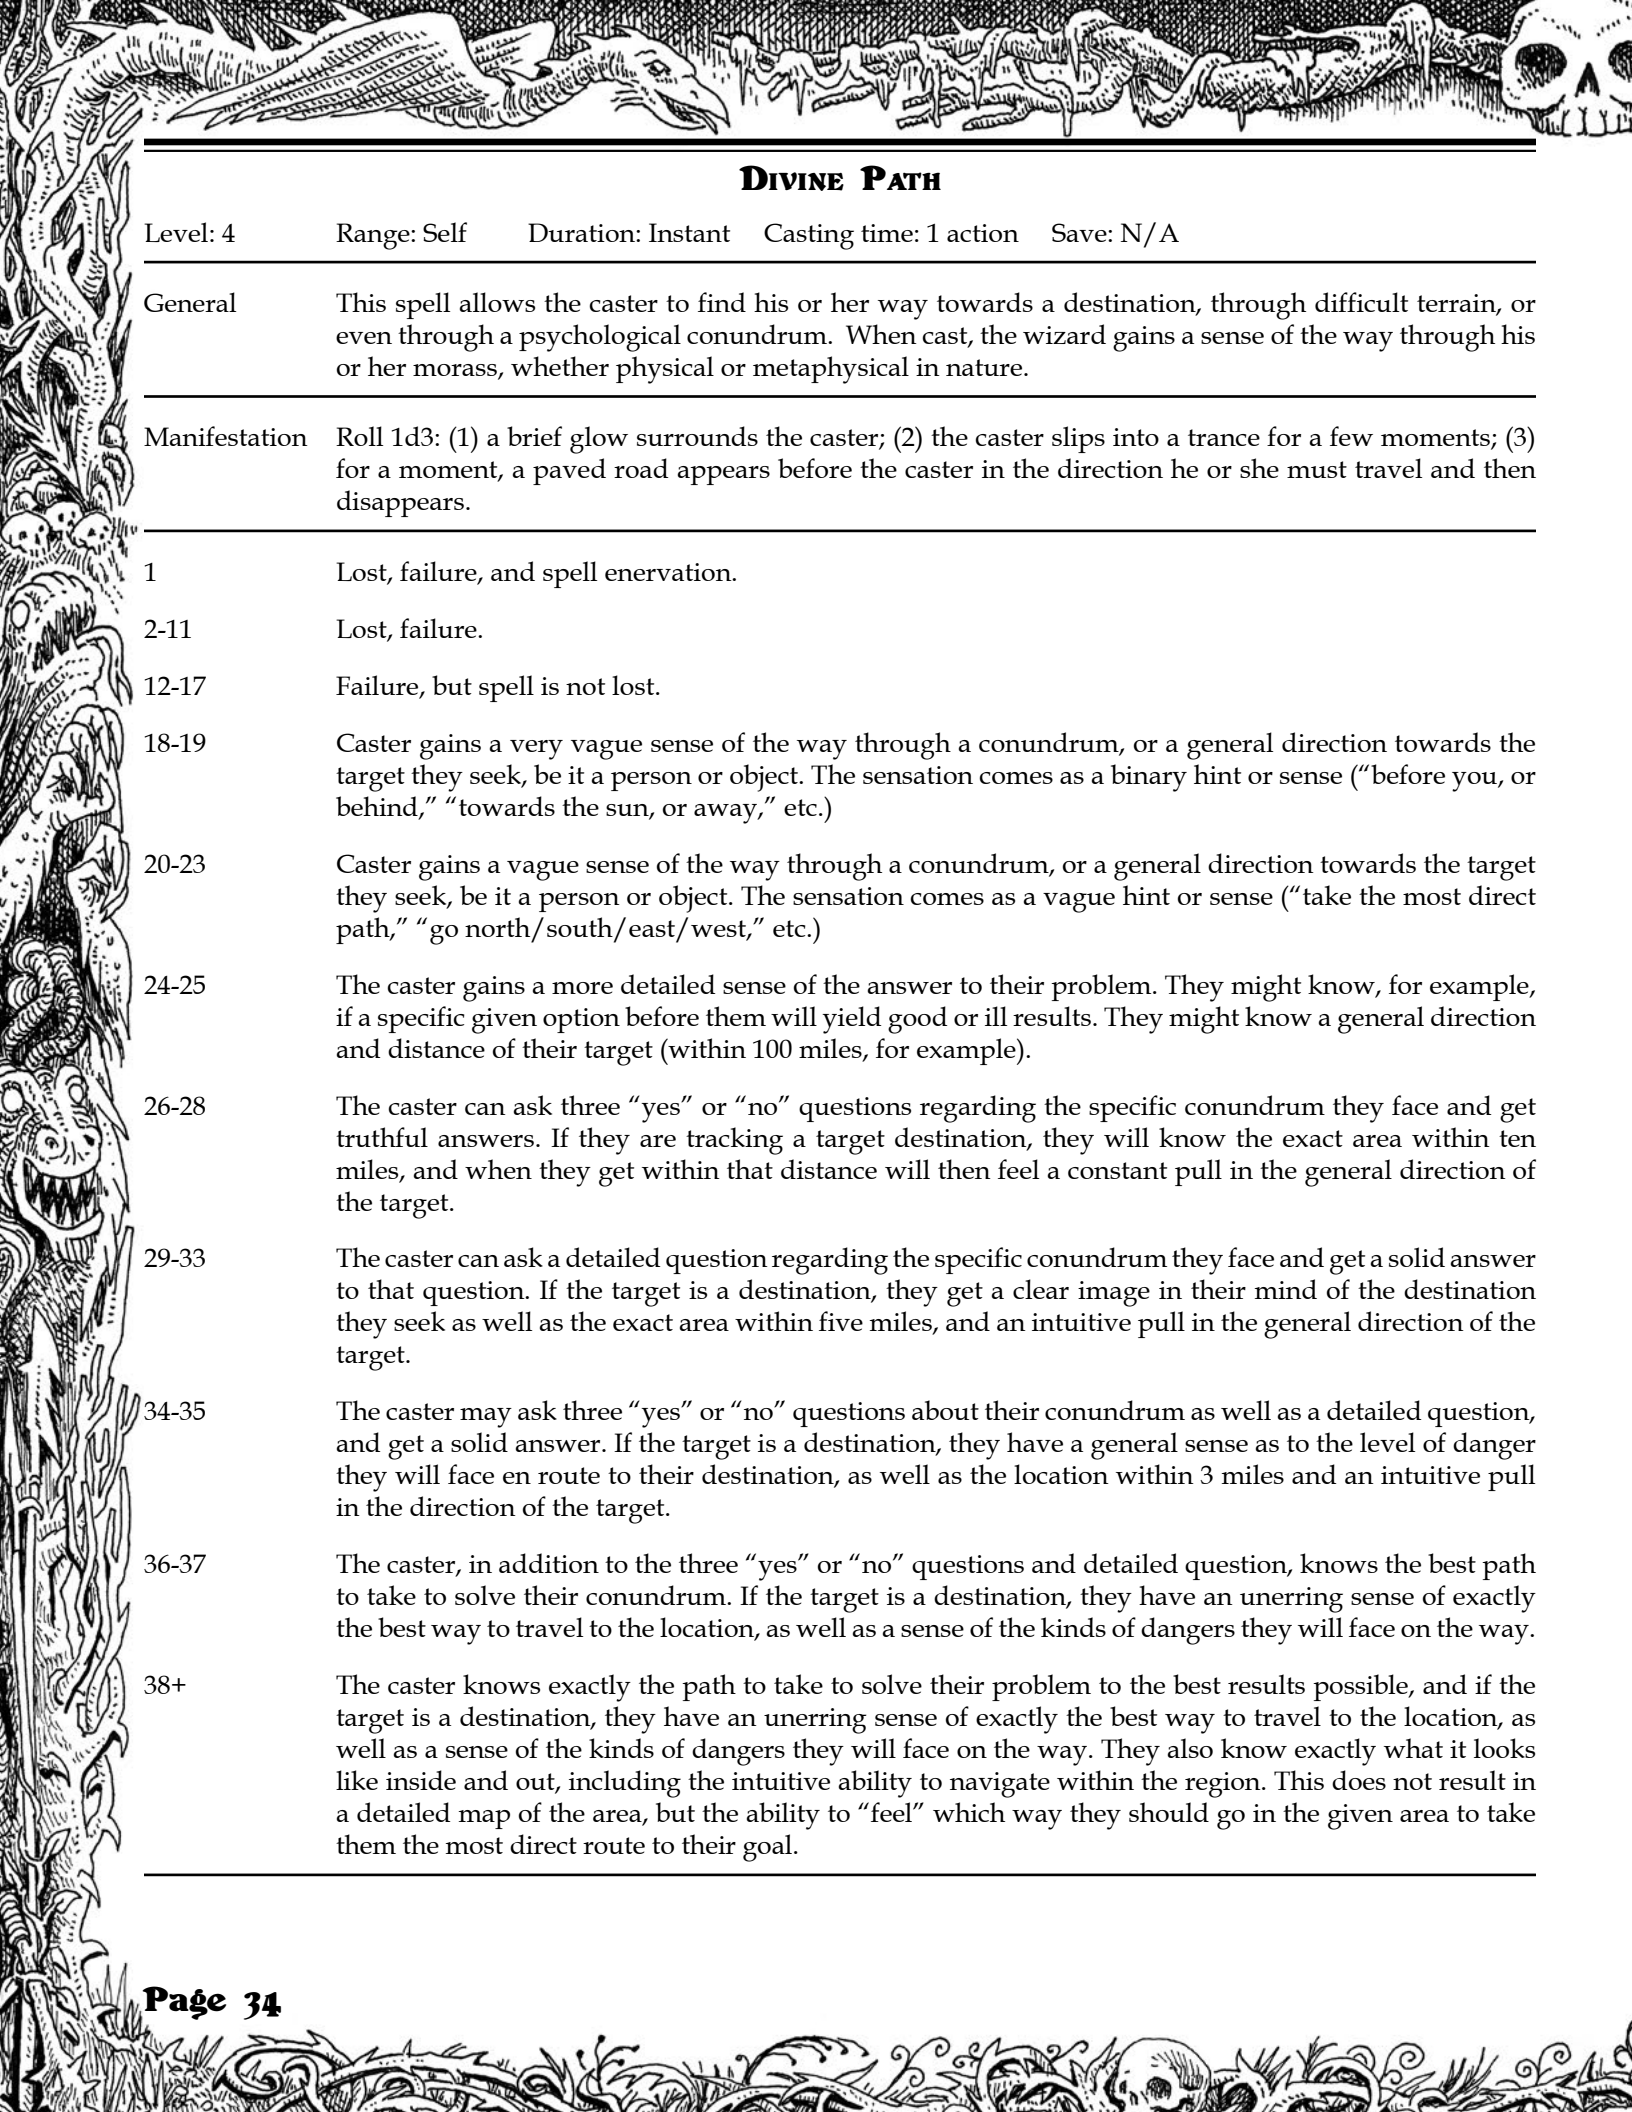 Divine Path
Level: 4 Range: Self Duration: Instant Casting time: 1 action Save: N/A
General This spell allows the caster to find his or her way towards a destination, through difficult terrain, or
even through a psychological conundrum. When cast, the wizard gains a sense of the way through his
or her morass, whether physical or metaphysical in nature.
Manifestation Roll 1d3: (1) a brief glow surrounds the caster; (2) the caster slips into a trance for a few moments; (3)
for a moment, a paved road appears before the caster in the direction he or she must travel and then
disappears.
1 Lost, failure, and spell enervation.
2-11 Lost, failure.
12-17 Failure, but spell is not lost.
18-19 Caster gains a very vague sense of the way through a conundrum, or a general direction towards the
target they seek, be it a person or object. The sensation comes as a binary hint or sense (“before you, or
behind,” “towards the sun, or away,” etc.)
20-23 Caster gains a vague sense of the way through a conundrum, or a general direction towards the target
they seek, be it a person or object. The sensation comes as a vague hint or sense (“take the most direct
path,” “go north/south/east/west,” etc.)
24-25 The caster gains a more detailed sense of the answer to their problem. They might know, for example,
if a specific given option before them will yield good or ill results. They might know a general direction
and distance of their target (within 100 miles, for example).
26-28 The caster can ask three “yes” or “no” questions regarding the specific conundrum they face and get
truthful answers. If they are tracking a target destination, they will know the exact area within ten
miles, and when they get within that distance will then feel a constant pull in the general direction of
the target.
29-33 The caster can ask a detailed question regarding the specific conundrum they face and get a solid answer
to that question. If the target is a destination, they get a clear image in their mind of the destination
they seek as well as the exact area within five miles, and an intuitive pull in the general direction of the
target.
34-35 The caster may ask three “yes” or “no” questions about their conundrum as well as a detailed question,
and get a solid answer. If the target is a destination, they have a general sense as to the level of danger
they will face en route to their destination, as well as the location within 3 miles and an intuitive pull
in the direction of the target.
36-37 The caster, in addition to the three “yes” or “no” questions and detailed question, knows the best path
to take to solve their conundrum. If the target is a destination, they have an unerring sense of exactly
the best way to travel to the location, as well as a sense of the kinds of dangers they will face on the way.
38+ The caster knows exactly the path to take to solve their problem to the best results possible, and if the
target is a destination, they have an unerring sense of exactly the best way to travel to the location, as
well as a sense of the kinds of dangers they will face on the way. They also know exactly what it looks
like inside and out, including the intuitive ability to navigate within the region. This does not result in
a detailed map of the area, but the ability to “feel” which way they should go in the given area to take
them the most direct route to their goal.
Page 34